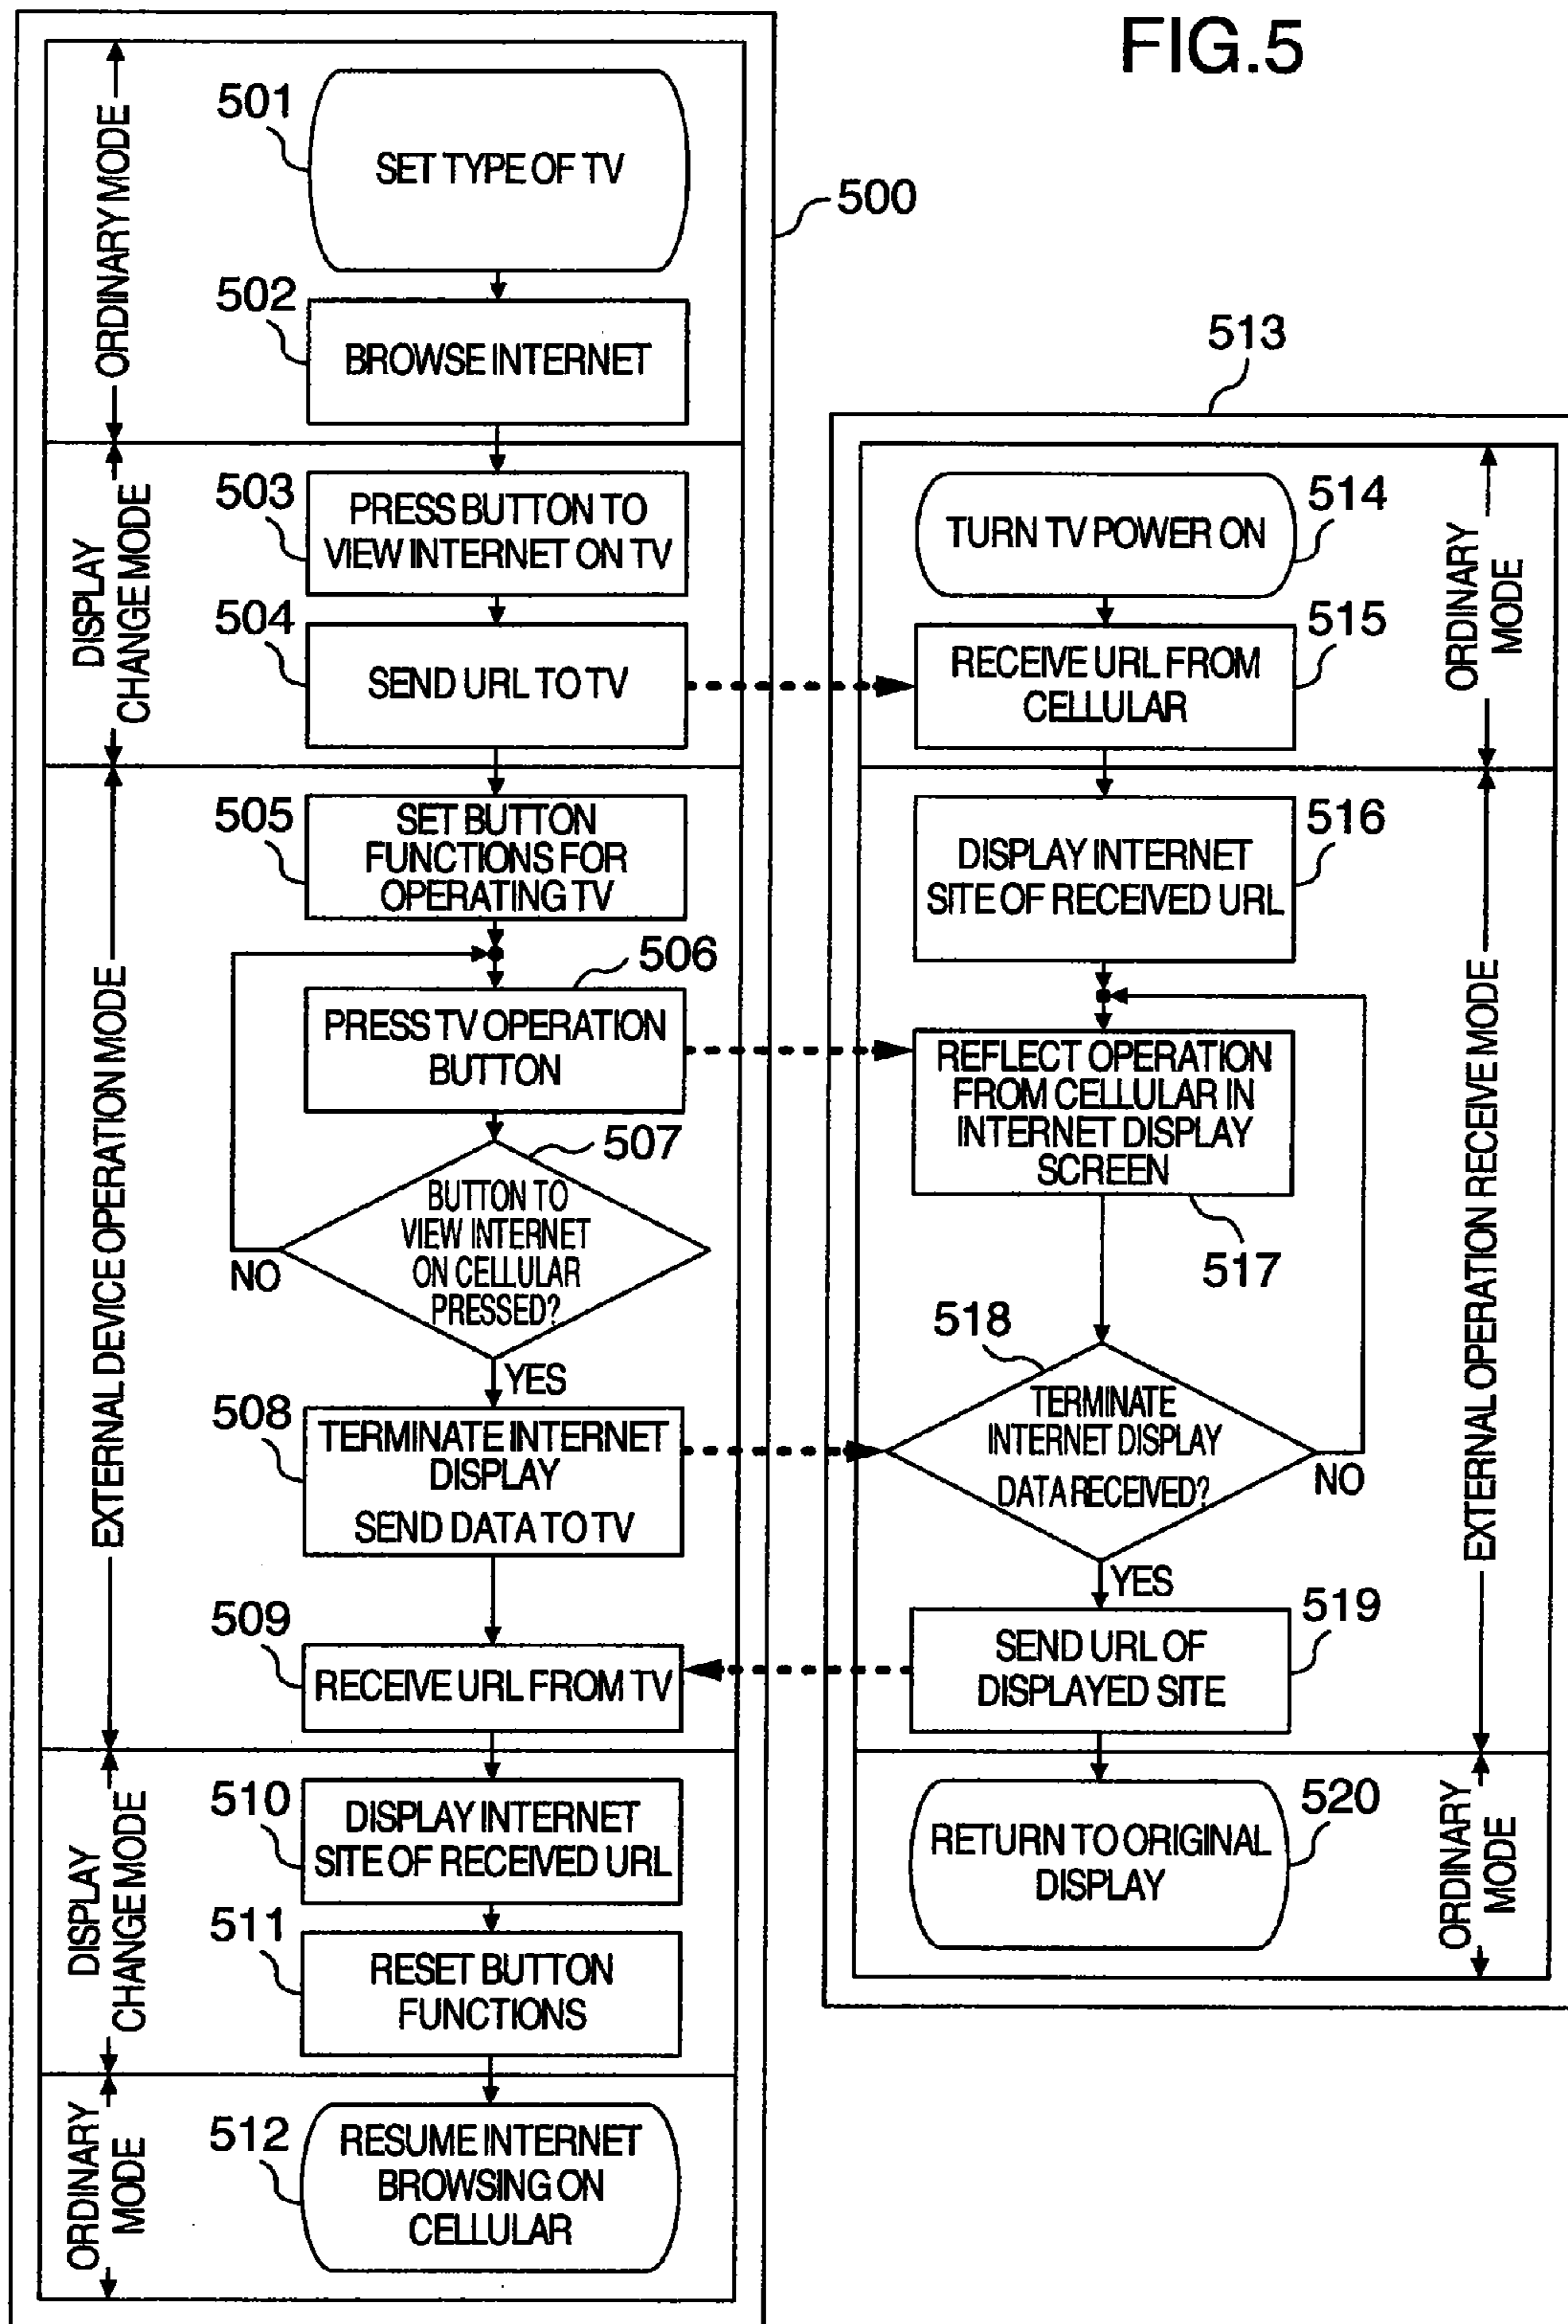 FIG.5
500
ORDINARY MODE
501
SET TYPE OF TV
502
BROWSE INTERNET
DISPLAY
CHANGE MODE
503
PRESS BUTTON TO
VIEW INTERNET ON TV
504
SEND URL TO TV
EXTERNAL DEVICE OPERATION MODE
505
SET BUTTON
FUNCTIONS FOR
OPERATING TV
506
PRESS TV OPERATION
BUTTON
507
BUTTON TO
VIEW INTERNET
ON CELLULAR
PRESSED?
NO
YES
508
TERMINATE INTERNET
DISPLAY
SEND DATA TO TV
509
RECEIVE URL FROM TV
DISPLAY
CHANGE MODE
510
DISPLAY INTERNET
SITE OF RECEIVED URL
511
RESET BUTTON
FUNCTIONS
ORDINARY
MODE
512
RESUME INTERNET
BROWSING ON
CELLULAR
513
ORDINARY
MODE
514
TURN TV POWER ON
515
RECEIVE URL FROM
CELLULAR
EXTERNAL OPERATION RECEIVE MODE
516
DISPLAY INTERNET
SITE OF RECEIVED URL
REFLECT OPERATION
FROM CELLULAR IN
INTERNET DISPLAY
SCREEN
517
518
TERMINATE
INTERNET DISPLAY
DATA RECEIVED?
NO
YES
519
SEND URL OF
DISPLAYED SITE
ORDINARY
MODE
520
RETURN TO ORIGINAL
DISPLAY